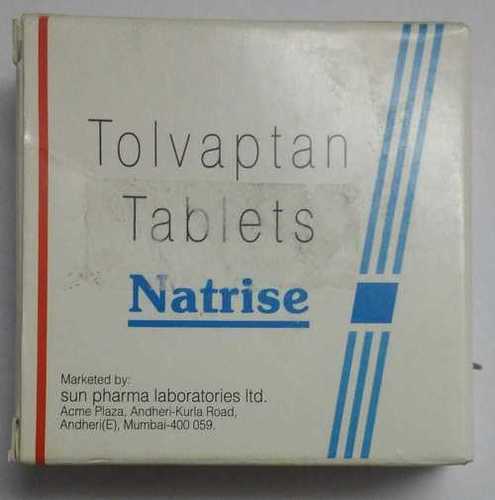 Tolvaptan
Tablets
Natrise
Marketed by:
sun pharma laboratories ltd.
Acme Plaza, Andheri-Kurla Road,
Andheri(E), Mumbai-400 059.